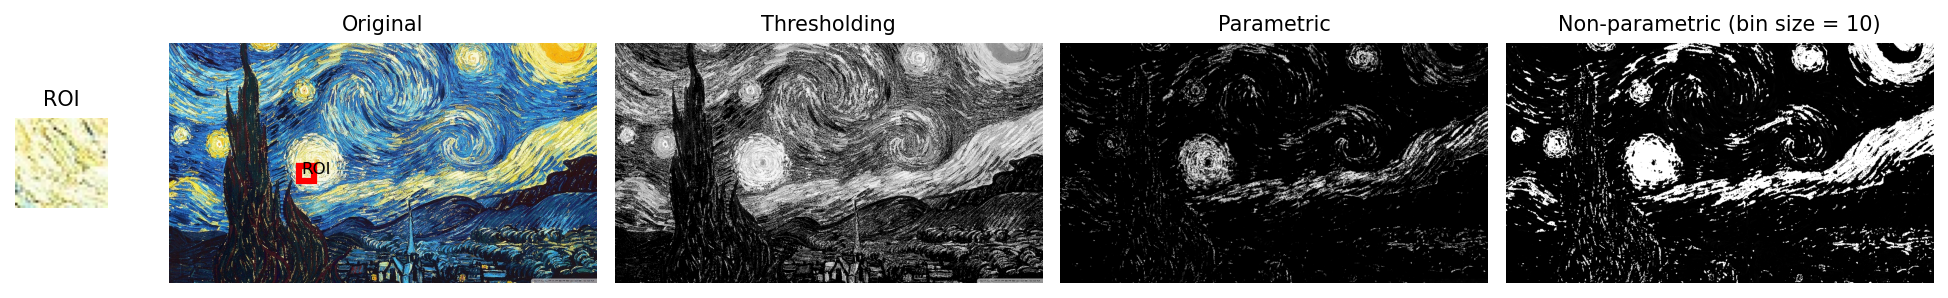 Original
Thresholding
Parametric
Non-parametric (bin size = 10)
ROI
ROI